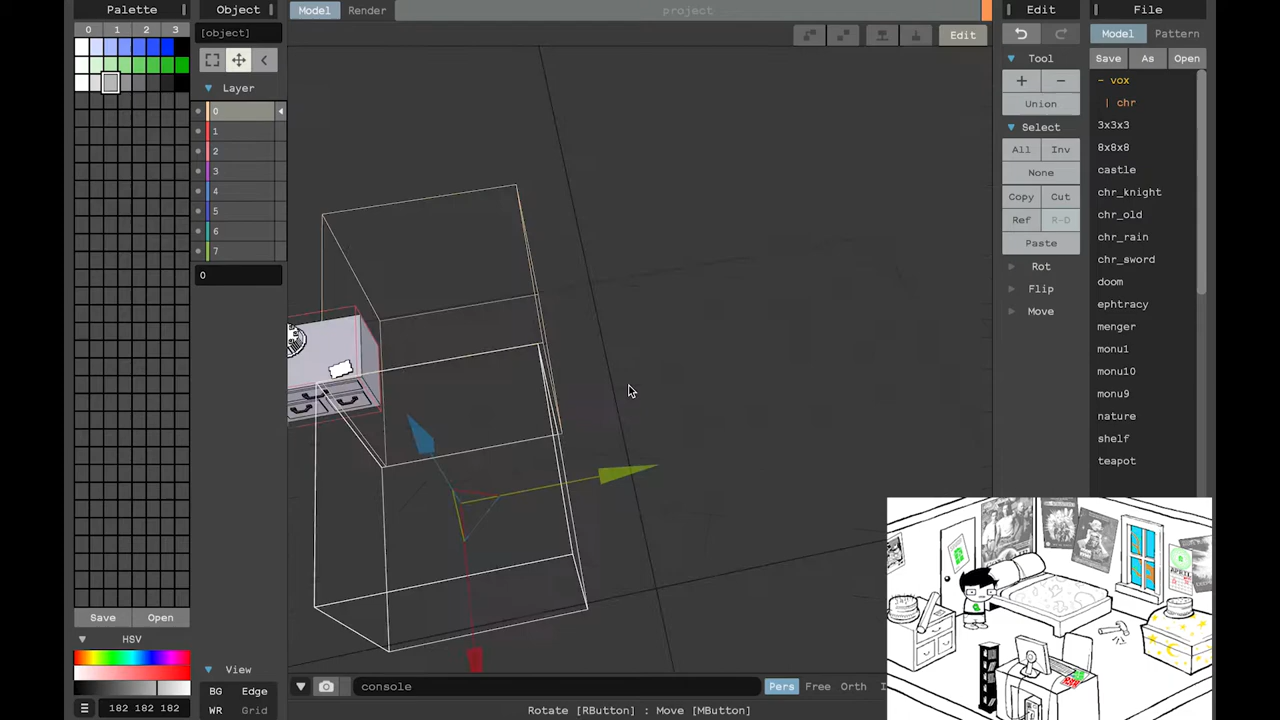 Palette
Object
Model
Render
project
Edit
File
0
1
2
3
[object]
Edit
Tool
Model
Pattern
Save
As
Open
Layer
Union
- vox
| chr
0
1
2
3
4
5
6
7
0
Select
All
Inv
None
Copy
Cut
Ref
R-D
Paste
Rot
Flip
Move
3x3x3
8x8x8
castle
chr_knight
chr_old
chr_rain
chr_sword
doom
ephtracy
menger
monu1
monu10
monu9
nature
shelf
teapot
Save
Open
HSV
View
BG
Edge
WR
Grid
182 182 182
console
Pers
Free
Orth
Rotate [RButton] : Move [MButton]